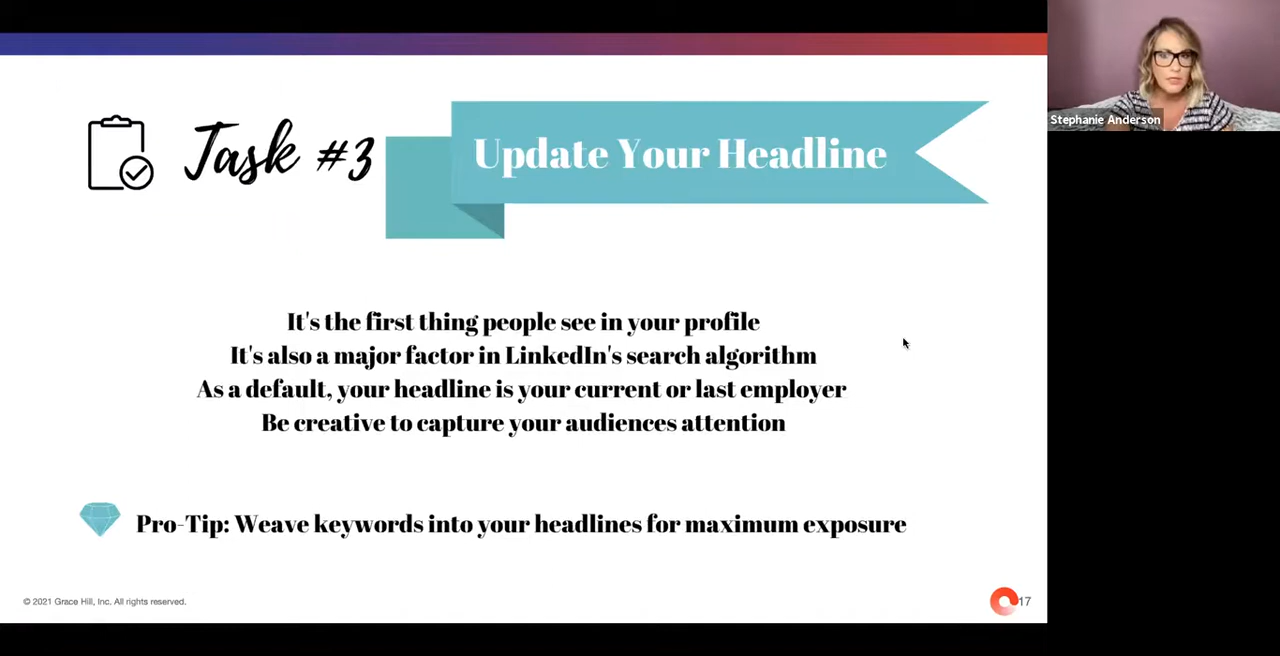 Task #3
Update Your Headline
Stephanie Anderson
It's the first thing people see in your profile
It's also a major factor in LinkedIn's search algorithm
As a default, your headline is your current or last employer
Be creative to capture your audiences attention
Pro-Tip: Weave keywords into your headlines for maximum exposure
© 2021 Grace Hill, Inc. All rights reserved.
17